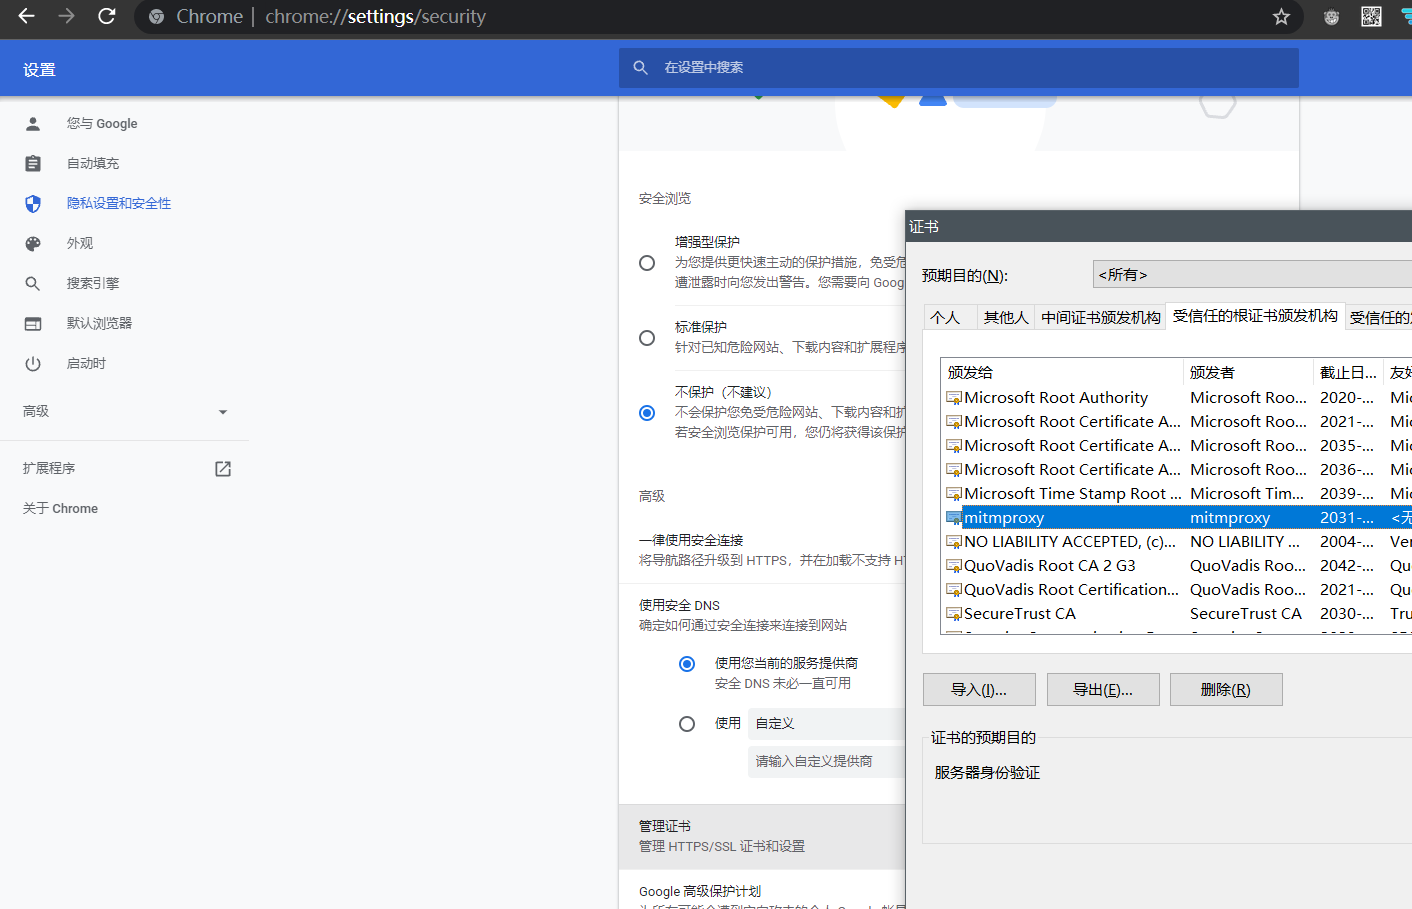 Chrome | chrome://settings/security
设置
在设置中搜索
您与 Google
自动填充
隐私设置和安全性
外观
搜索引擎
默认浏览器
启动时
高级
扩展程序
关于 Chrome
安全浏览
增强型保护
为您提供更快速主动的保护措施，免受危
遭泄露时向您发出警告。您需要向 Goog
标准保护
针对已知危险网站、下载内容和扩展程序
不保护（不建议）
不会保护您免受危险网站、下载内容和扩
若安全浏览保护可用，您仍将获得该保护
高级
一律使用安全连接
将导航路径升级到 HTTPS，并在加载不支持 HT
使用安全 DNS
确定如何通过安全连接来连接到网站
使用您当前的服务提供商
安全 DNS 未必一直可用
使用 自定义
请输入自定义提供商
管理证书
管理 HTTPS/SSL 证书和设置
Google 高级保护计划
证书
预期目的(N): <所有>
个人 其他人 中间证书颁发机构 受信任的根证书颁发机构 受信任的
颁发给 颁发者 截止日... 友好
Microsoft Root Authority Microsoft Roo... 2020-... Mic
Microsoft Root Certificate A... Microsoft Roo... 2021-... Mic
Microsoft Root Certificate A... Microsoft Roo... 2035-... Mic
Microsoft Root Certificate A... Microsoft Roo... 2036-... Mic
Microsoft Time Stamp Root ... Microsoft Tim... 2039-... Mic
mitmproxy mitmproxy 2031-... <无
NO LIABILITY ACCEPTED, (c)... NO LIABILITY ... 2004-... Ver
QuoVadis Root CA 2 G3 QuoVadis Roo... 2042-... Qu
QuoVadis Root Certification... QuoVadis Roo... 2021-... Qu
SecureTrust CA SecureTrust CA 2030-... Tru
导入(I)... 导出(E)... 删除(R)
证书的预期目的
服务器身份验证